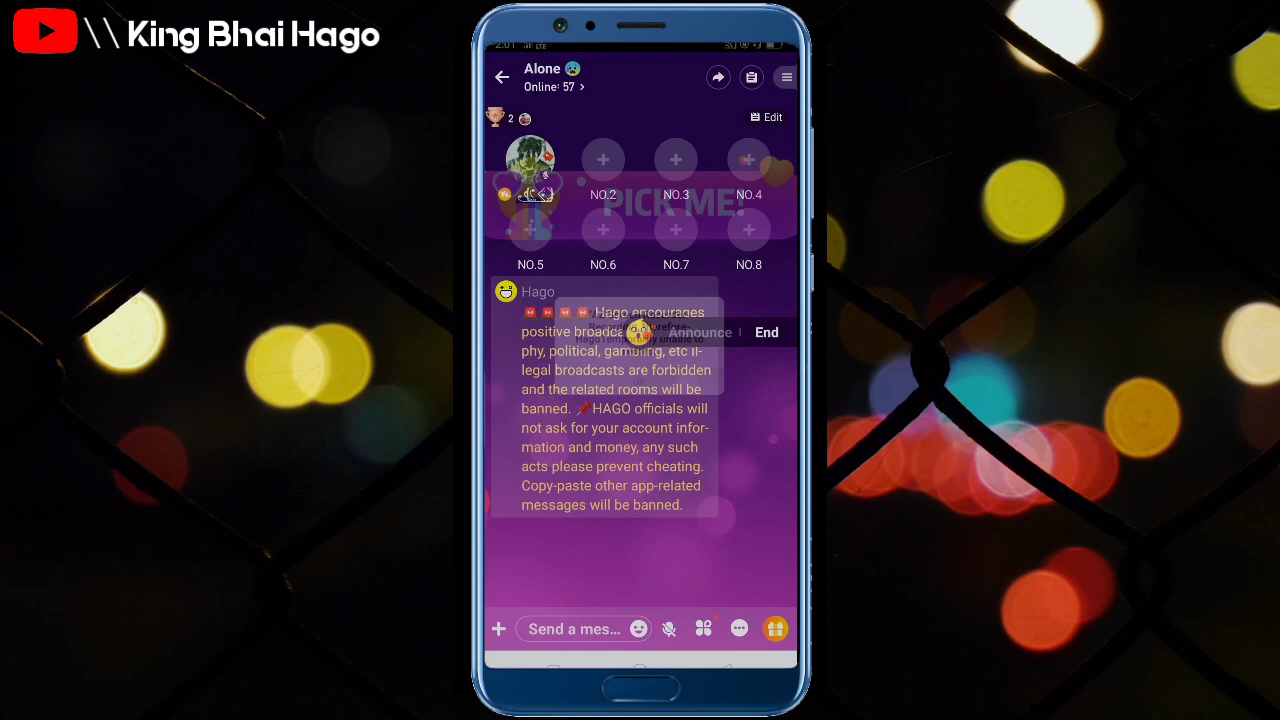 \\ King Bhai Hago
2:01
LTE
Alone
Online: 57 >
2
Edit
NO.2
NO.3
NO.4
PICK ME!
NO.5
NO.6
NO.7
NO.8
Hago
Hago encourages
positive broadca
Announce
End
phy, political, gambling, etc il-
legal broadcasts are forbidden
and the related rooms will be
banned. 📌HAGO officials will
not ask for your account infor-
mation and money, any such
acts please prevent cheating.
Copy-paste other app-related
messages will be banned.
Send a mes...